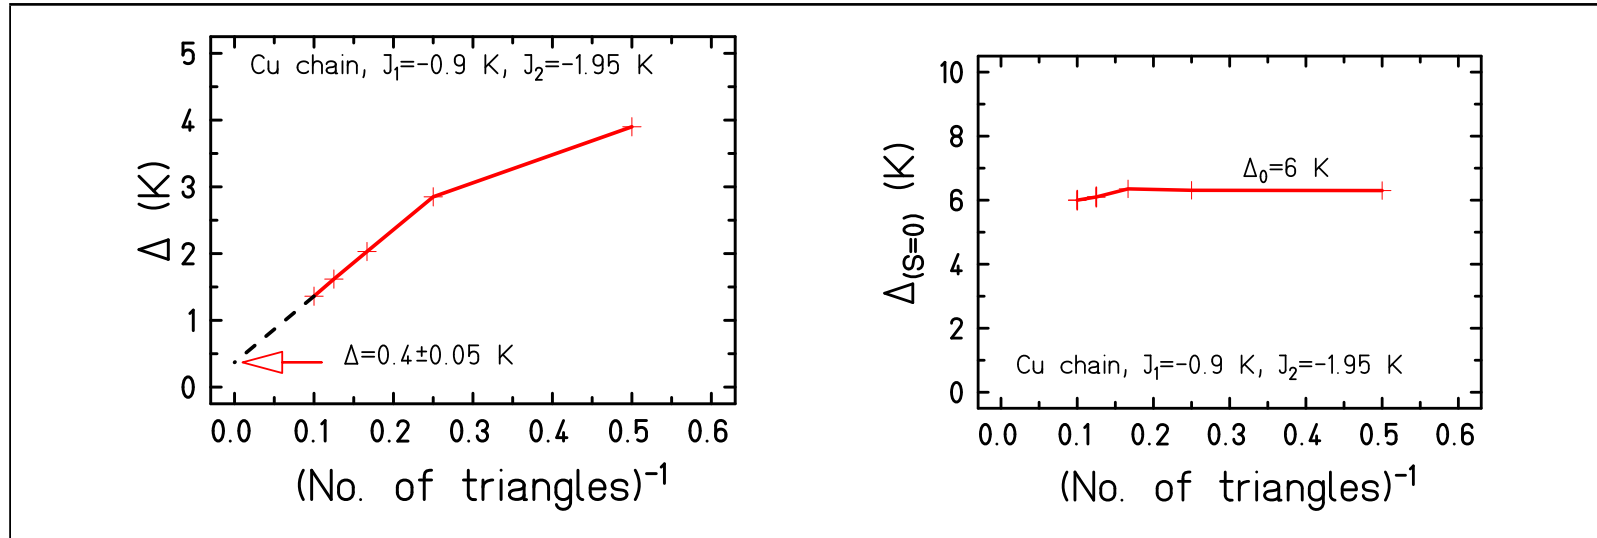 Cu chain, J₁=-0.9 K, J₂=-1.95 K
5
4
3
2
1
0
Δ (K)
Δ=0.4±0.05 K
0.0 0.1 0.2 0.3 0.4 0.5 0.6
(No. of triangles)⁻¹
10
8
6
4
2
0
Δ(S=0) (K)
Δ₀=6 K
Cu chain, J₁=-0.9 K, J₂=-1.95 K
0.0 0.1 0.2 0.3 0.4 0.5 0.6
(No. of triangles)⁻¹